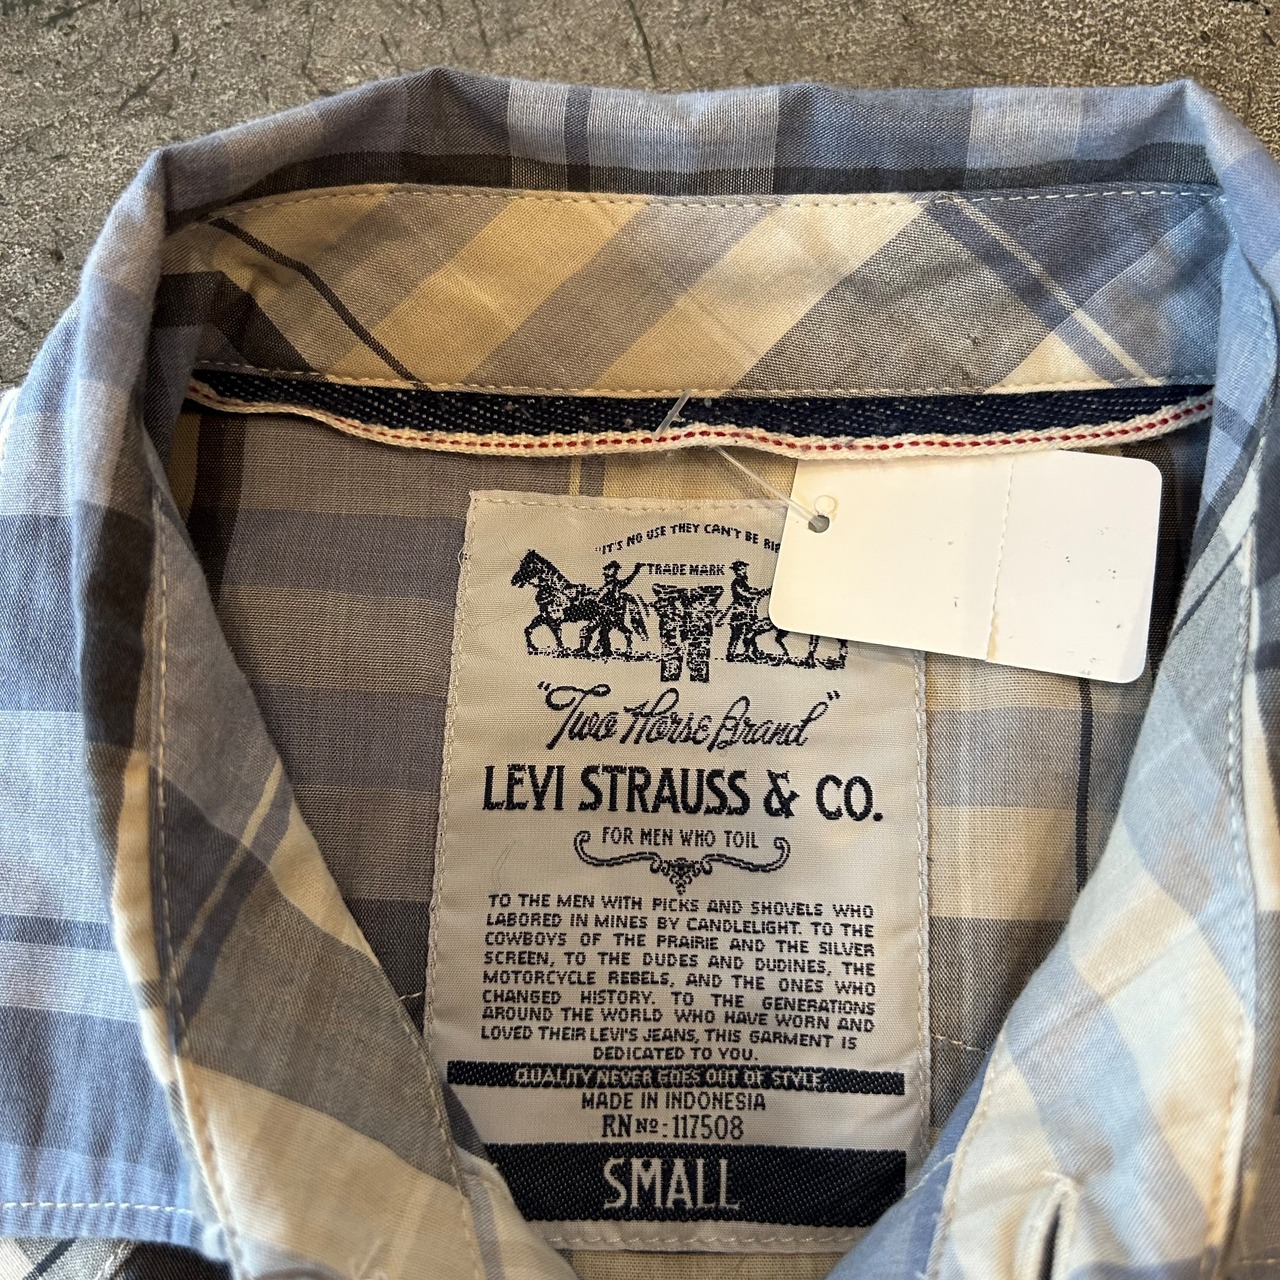 "IT'S NO USE THEY CAN'T BE
TRADE MARK
"Two Horse Brand"
LEVI STRAUSS & CO.
FOR MEN WHO TOIL
TO THE MEN WITH PICKS AND SHOVELS WHO
LABORED IN MINES BY CANDLELIGHT. TO THE
COWBOYS OF THE PRAIRIE AND THE SILVER
SCREEN, TO THE DUDES AND DUDINES, THE
MOTORCYCLE REBELS, AND THE ONES WHO
CHANGED HISTORY. TO THE GENERATIONS
AROUND THE WORLD WHO HAVE WORN AND
LOVED THEIR LEVI'S JEANS, THIS GARMENT IS
DEDICATED TO YOU.
QUALITY NEVER GOES OUT OF STYLE
MADE IN INDONESIA
RN Nº: 117508
SMALL